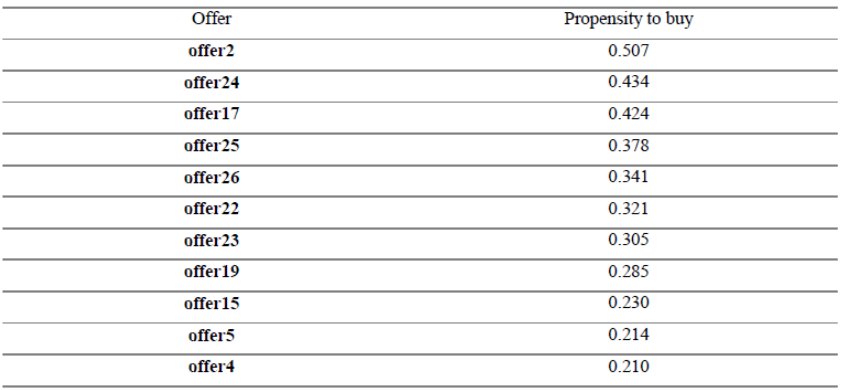 Offer Propensity to buy
offer2 0.507
offer24 0.434
offer17 0.424
offer25 0.378
offer26 0.341
offer22 0.321
offer23 0.305
offer19 0.285
offer15 0.230
offer5 0.214
offer4 0.210